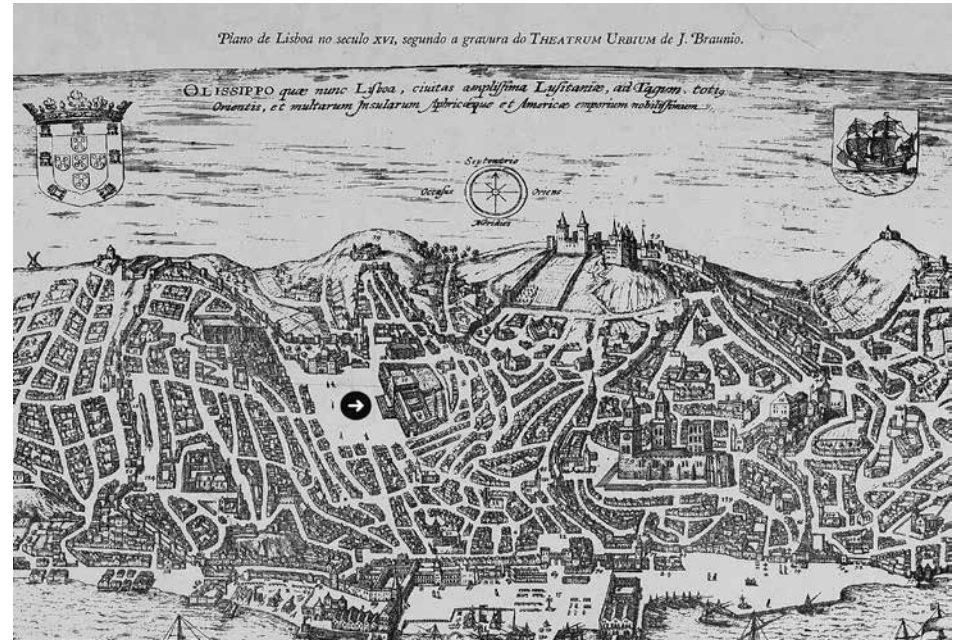 Plano de Lisboa no seculo XVI, segundo a gravura do THEATRUM URBIUM de J. Braunio.
OLISSIPPO quæ nunc Lisboa, ciuitas amplissima Lusitaniæ, ad Tagum. totiꝰ
Orientis, et multarum Insularum Aphricæque et Americæ emporium nobilissimum.
Septentrio
Occasus Oriens
Meridies